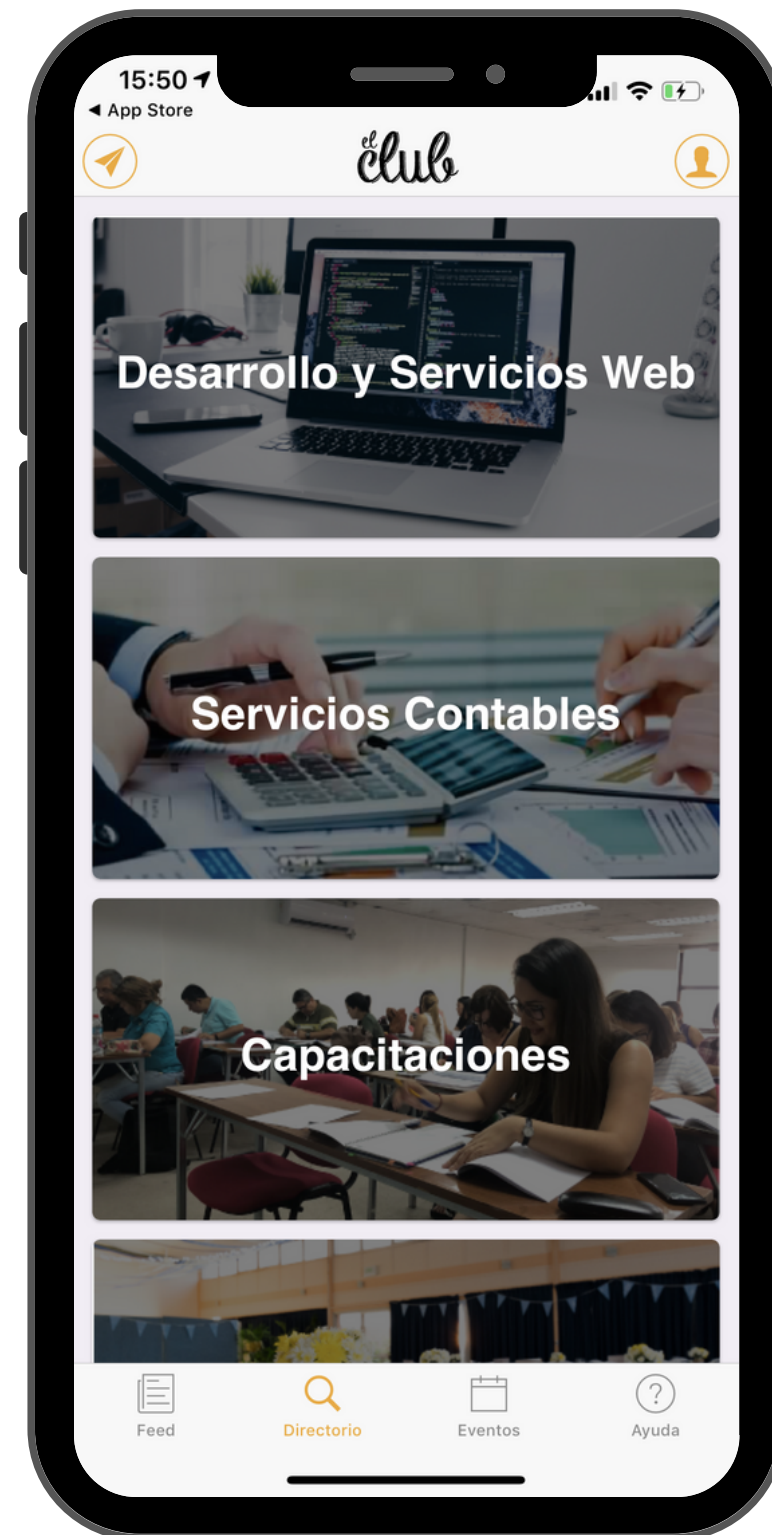 15:50
◀ App Store
el club
Desarrollo y Servicios Web
Servicios Contables
Capacitaciones
Feed
Directorio
Eventos
Ayuda